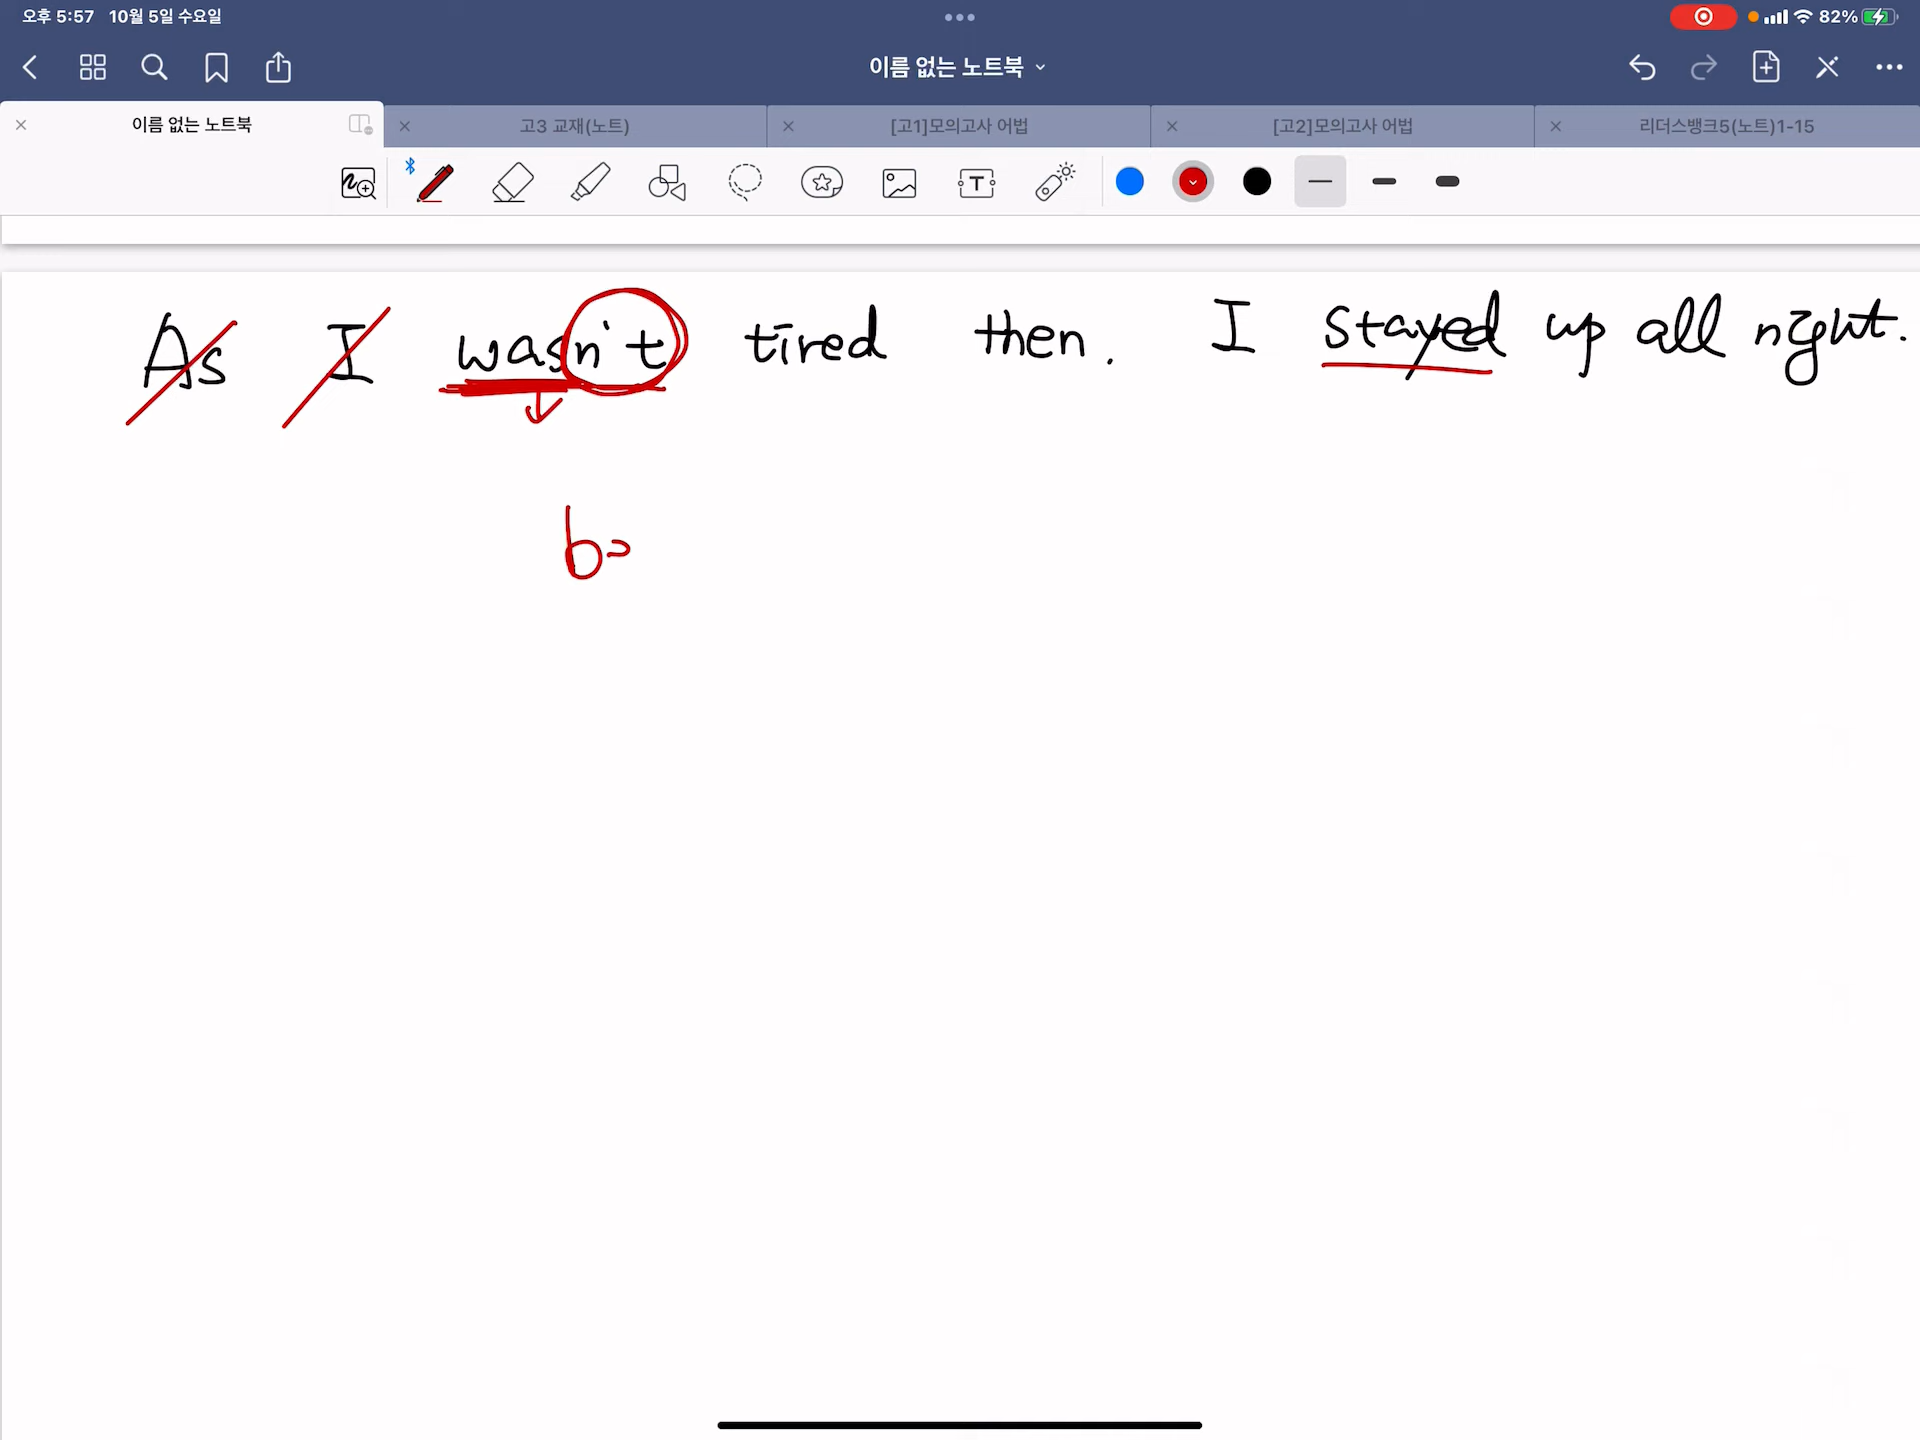 오후 5:57 10월 5일 수요일 82%
이름 없는 노트북
이름 없는 노트북 고3 교재(노트) [고1]모의고사 어법 [고2]모의고사 어법 리더스뱅크5(노트)1-15
As I wasn't tired then. I stayed up all night.